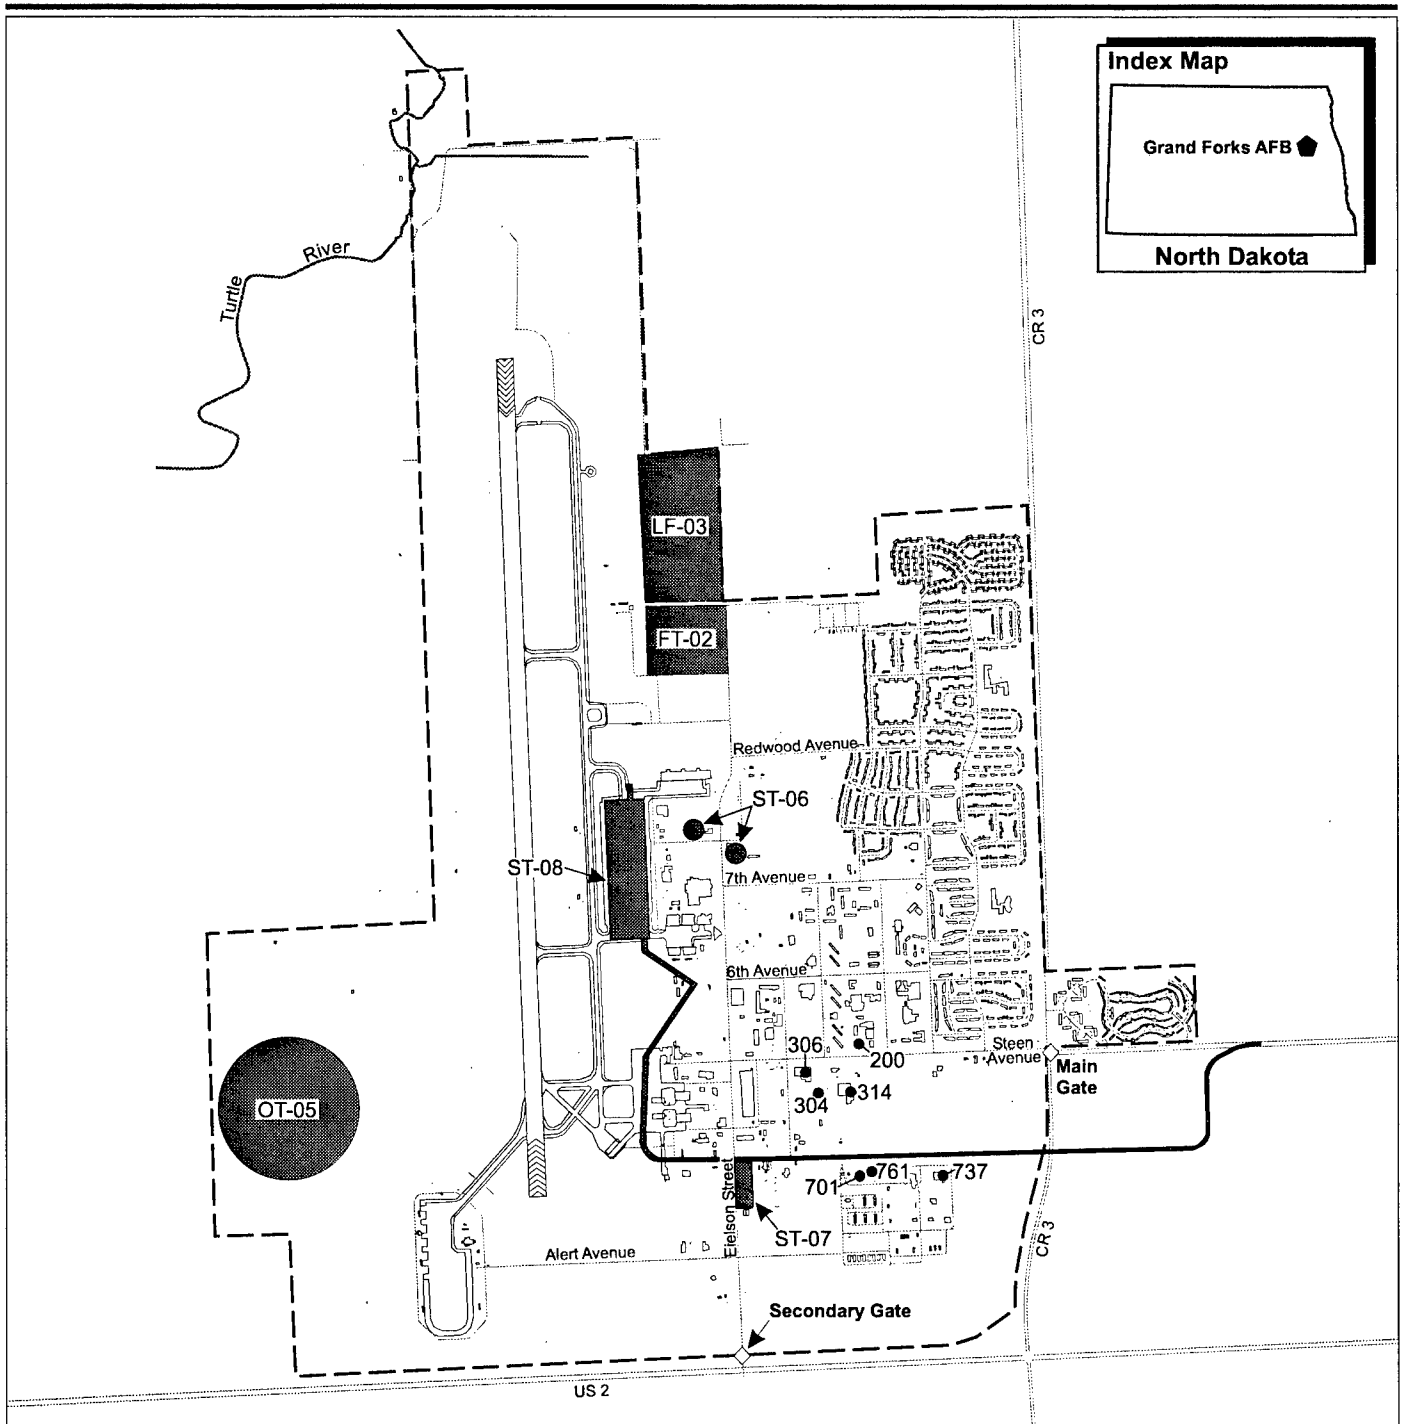 Index Map
Grand Forks AFB
North Dakota
River
Turtle
CR 3
LF-03
FT-02
Redwood Avenue
ST-06
ST-08
7th Avenue
6th Avenue
Steen
Avenue
306
200
Main
Gate
304
314
OT-05
701
761
737
Eielson Street
ST-07
CR 3
Alert Avenue
Secondary Gate
US 2